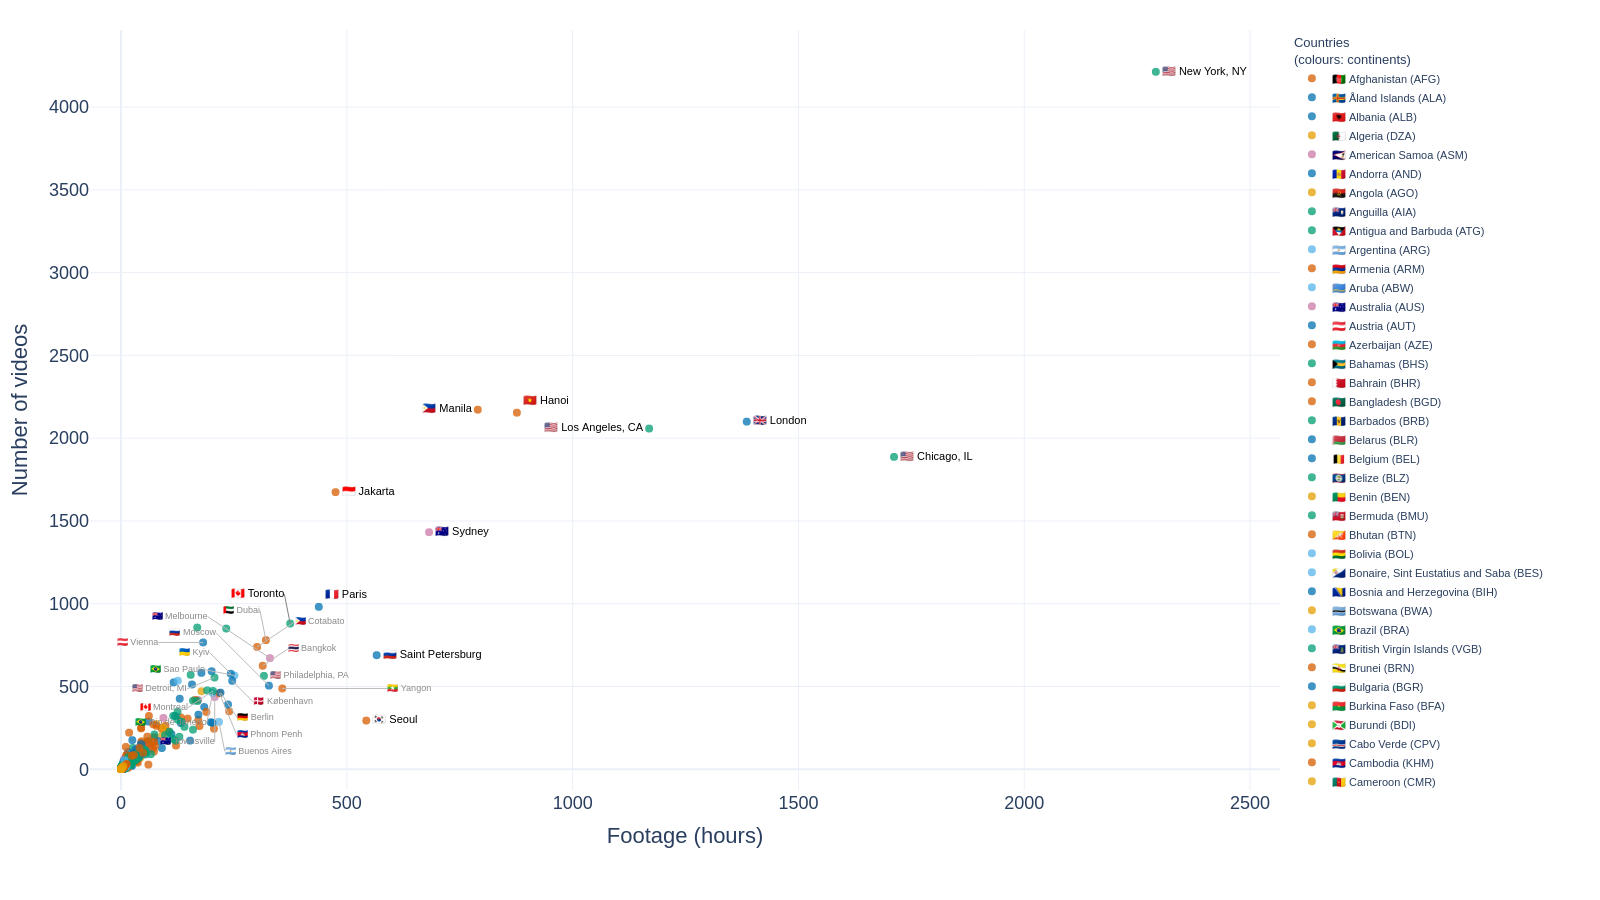 Number of videos
4000
3500
3000
2500
2000
1500
1000
500
0
0
500
1000
1500
2000
2500
Footage (hours)
New York, NY
Manila
Hanoi
Los Angeles, CA
London
Chicago, IL
Jakarta
Sydney
Toronto
Paris
Dubai
Melbourne
Cotabato
Moscow
Vienna
Kyiv
Bangkok
Saint Petersburg
Sao Paulo
Philadelphia, PA
Detroit, MI
Yangon
København
Montreal
Berlin
Seoul
Phnom Penh
Buenos Aires
Countries
(colours: continents)
Afghanistan (AFG)
Åland Islands (ALA)
Albania (ALB)
Algeria (DZA)
American Samoa (ASM)
Andorra (AND)
Angola (AGO)
Anguilla (AIA)
Antigua and Barbuda (ATG)
Argentina (ARG)
Armenia (ARM)
Aruba (ABW)
Australia (AUS)
Austria (AUT)
Azerbaijan (AZE)
Bahamas (BHS)
Bahrain (BHR)
Bangladesh (BGD)
Barbados (BRB)
Belarus (BLR)
Belgium (BEL)
Belize (BLZ)
Benin (BEN)
Bermuda (BMU)
Bhutan (BTN)
Bolivia (BOL)
Bonaire, Sint Eustatius and Saba (BES)
Bosnia and Herzegovina (BIH)
Botswana (BWA)
Brazil (BRA)
British Virgin Islands (VGB)
Brunei (BRN)
Bulgaria (BGR)
Burkina Faso (BFA)
Burundi (BDI)
Cabo Verde (CPV)
Cambodia (KHM)
Cameroon (CMR)